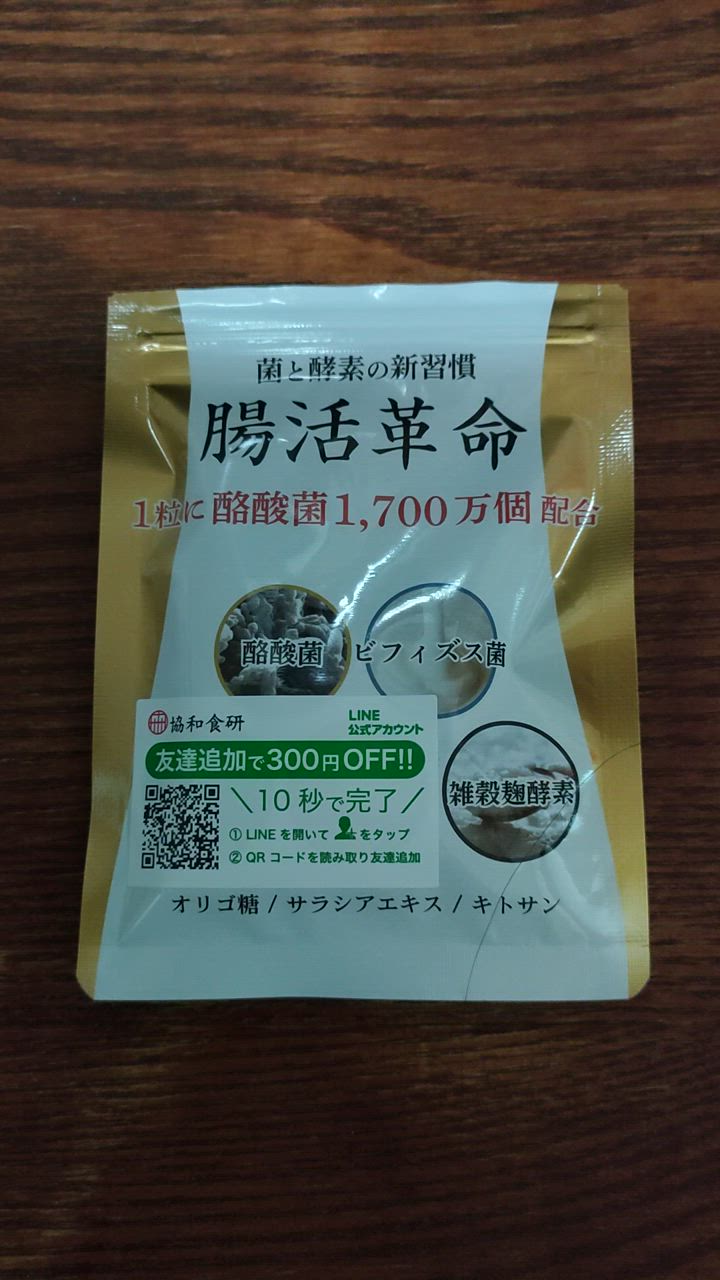 菌と酵素の新習慣
腸活革命
1粒に 酪酸菌1,700万個 配合
酪酸菌
ビフィズス菌
雑穀麹酵素
協和食研
LINE
公式アカウント
友達追加で300円OFF!!
＼10秒で完了／
① LINEを開いて をタップ
② QRコードを読み取り友達追加
オリゴ糖 / サラシアエキス / キトサン